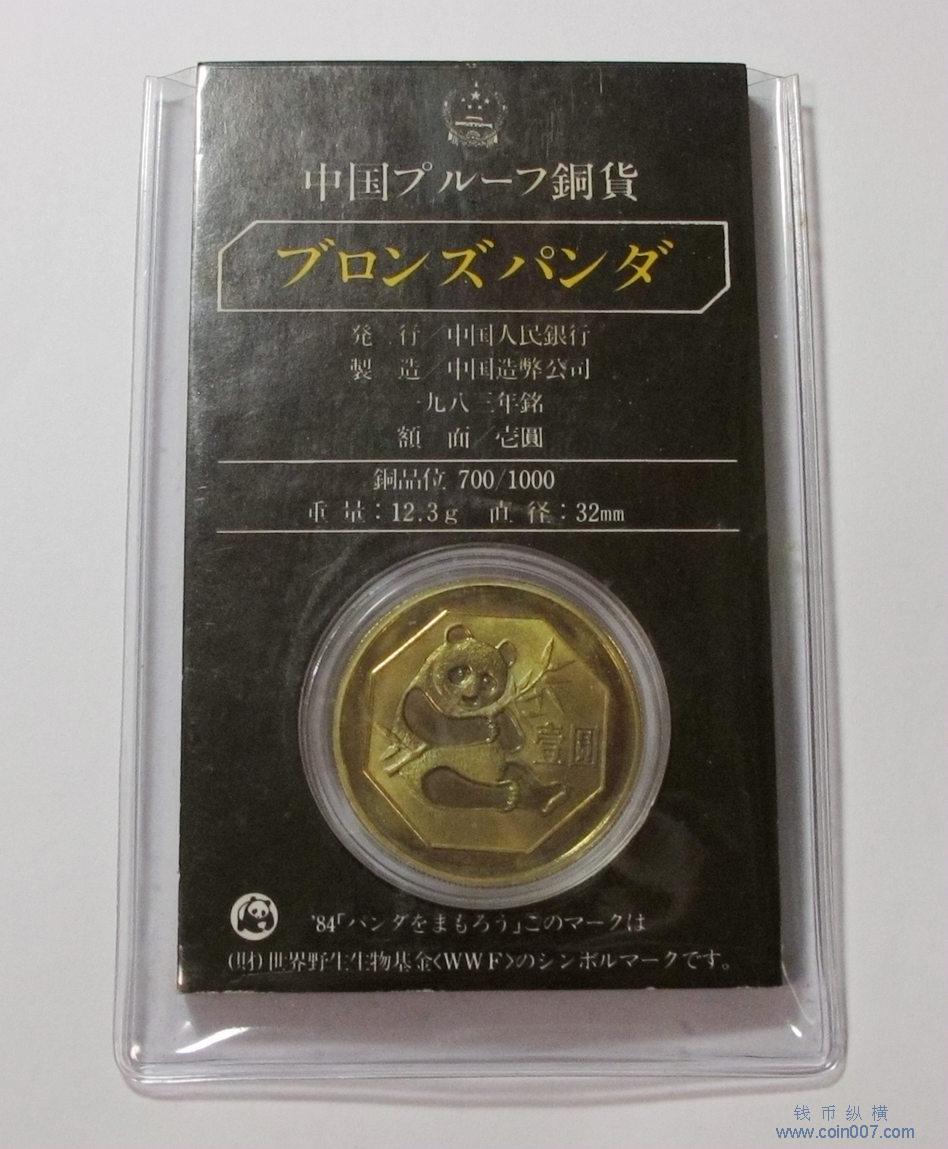 中国プルーフ銅貨
ブロンズパンダ
発 行／中国人民銀行
製 造／中国造幣公司
一九八三年銘
額 面／壱圓
銅品位 700/1000
重 量：12.3g 直 径：32mm
壹圆
'84「パンダをまもろう」このマークは
(財)世界野生生物基金<WWF>のシンボルマークです。
钱币纵横
www.coin007.com